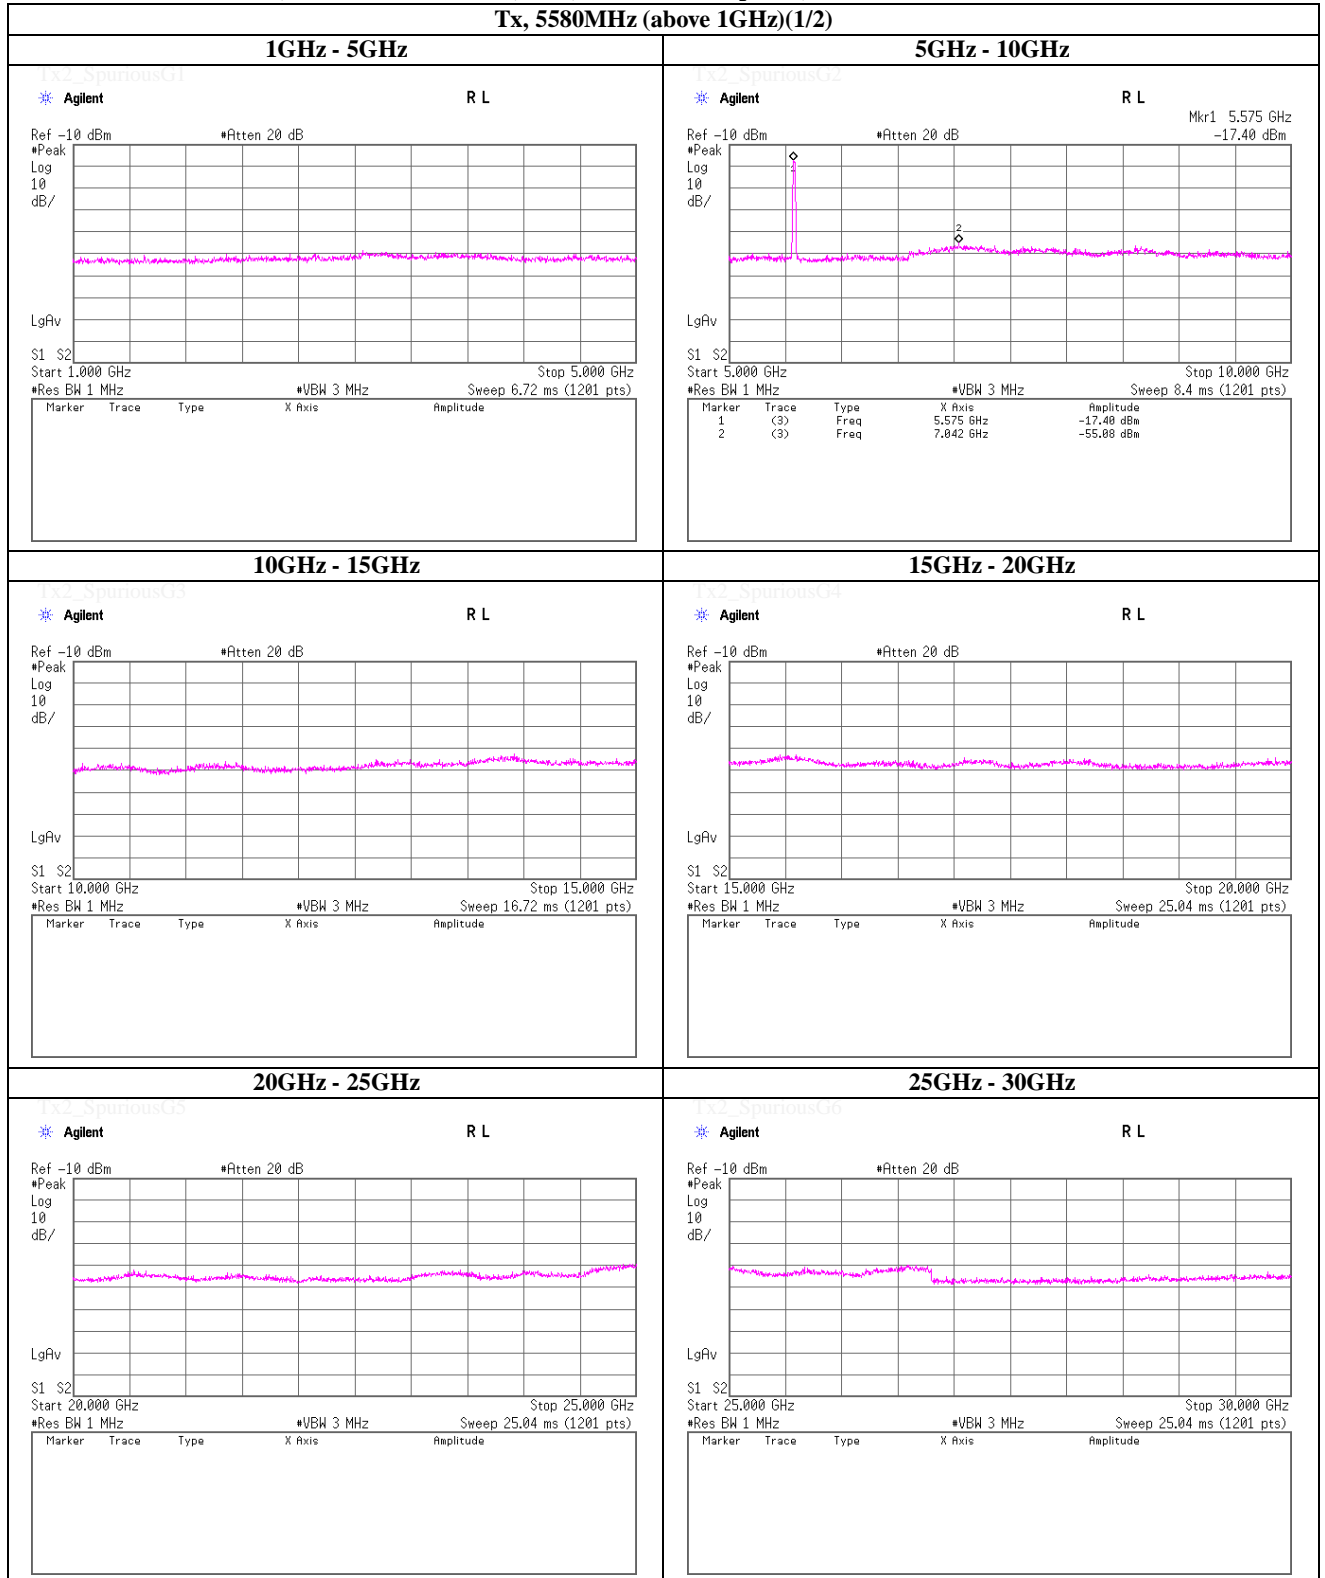 Tx, 5580MHz (above 1GHz)(1/2)
1GHz - 5GHz
Tx2_SpuriousG1
Agilent R L
Ref -10 dBm #Atten 20 dB
#Peak
Log
10
dB/
LgAv
S1 S2
Start 1.000 GHz Stop 5.000 GHz
#Res BW 1 MHz #VBW 3 MHz Sweep 6.72 ms (1201 pts)
Marker Trace Type X Axis Amplitude
5GHz - 10GHz
Tx2_SpuriousG2
Agilent R L
Mkr1 5.575 GHz
Ref -10 dBm #Atten 20 dB -17.40 dBm
#Peak
Log
10
dB/
1
2
LgAv
S1 S2
Start 5.000 GHz Stop 10.000 GHz
#Res BW 1 MHz #VBW 3 MHz Sweep 8.4 ms (1201 pts)
Marker Trace Type X Axis Amplitude
1 (3) Freq 5.575 GHz -17.40 dBm
2 (3) Freq 7.042 GHz -55.08 dBm
10GHz - 15GHz
Tx2_SpuriousG3
Agilent R L
Ref -10 dBm #Atten 20 dB
#Peak
Log
10
dB/
LgAv
S1 S2
Start 10.000 GHz Stop 15.000 GHz
#Res BW 1 MHz #VBW 3 MHz Sweep 16.72 ms (1201 pts)
Marker Trace Type X Axis Amplitude
15GHz - 20GHz
Tx2_SpuriousG4
Agilent R L
Ref -10 dBm #Atten 20 dB
#Peak
Log
10
dB/
LgAv
S1 S2
Start 15.000 GHz Stop 20.000 GHz
#Res BW 1 MHz #VBW 3 MHz Sweep 25.04 ms (1201 pts)
Marker Trace Type X Axis Amplitude
20GHz - 25GHz
Tx2_SpuriousG5
Agilent R L
Ref -10 dBm #Atten 20 dB
#Peak
Log
10
dB/
LgAv
S1 S2
Start 20.000 GHz Stop 25.000 GHz
#Res BW 1 MHz #VBW 3 MHz Sweep 25.04 ms (1201 pts)
Marker Trace Type X Axis Amplitude
25GHz - 30GHz
Tx2_SpuriousG6
Agilent R L
Ref -10 dBm #Atten 20 dB
#Peak
Log
10
dB/
LgAv
S1 S2
Start 25.000 GHz Stop 30.000 GHz
#Res BW 1 MHz #VBW 3 MHz Sweep 25.04 ms (1201 pts)
Marker Trace Type X Axis Amplitude